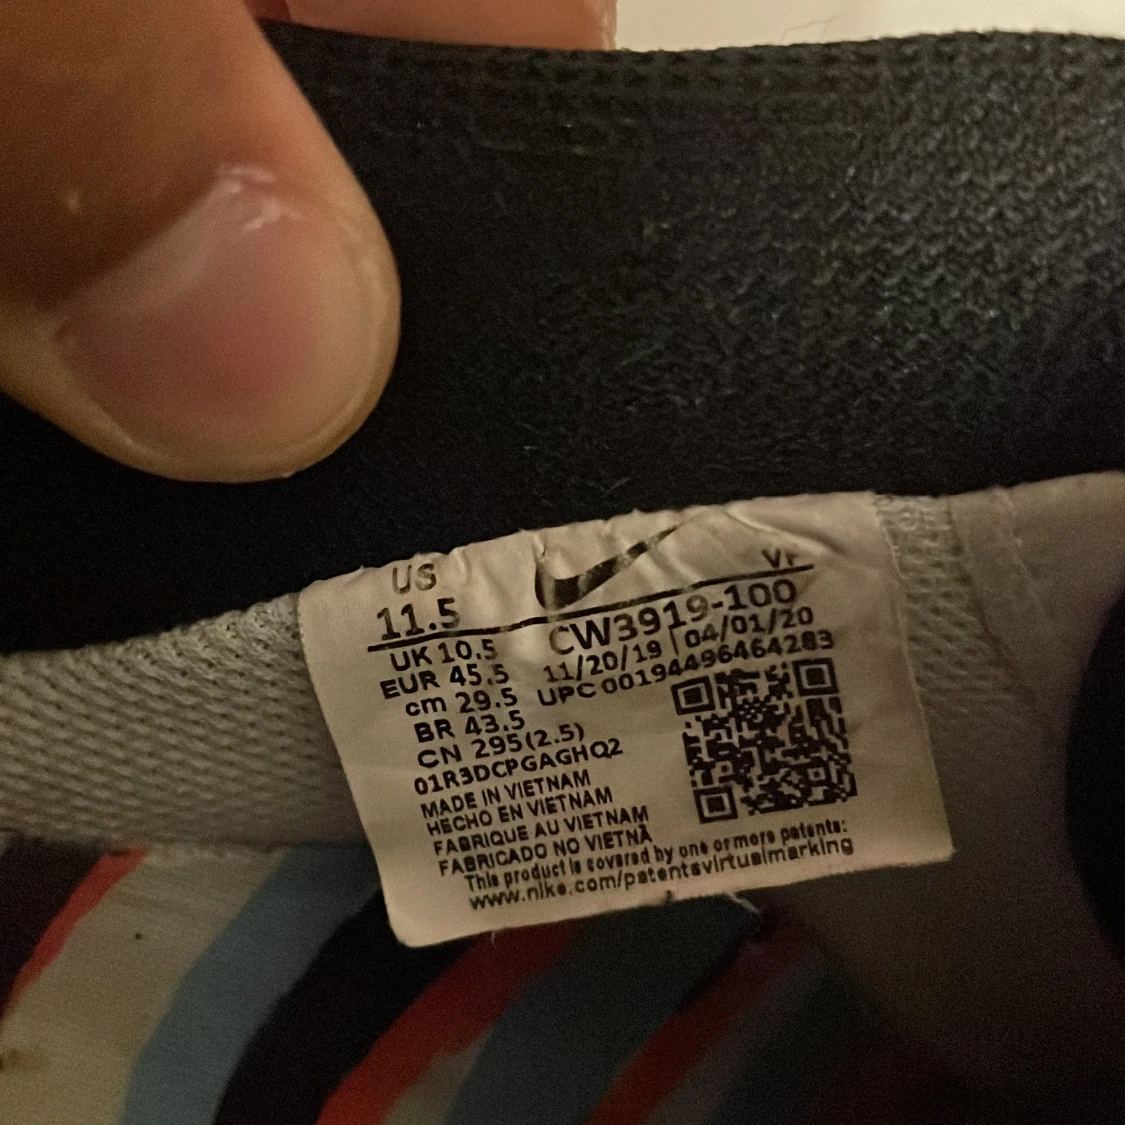 US
11.5
UK 10.5
EUR 45.5
cm 29.5
BR 43.5
CN 295(2.5)
01R3DCPGAGHQ2
MADE IN VIETNAM
HECHO EN VIETNAM
FABRIQUE AU VIETNAM
FABRICADO NO VIETNÃ
VF
CW3919-100
11/20/19 | 04/01/20
UPC 00194496464283
This product is covered by one or more patents:
www.nike.com/patentsvirtualmarking